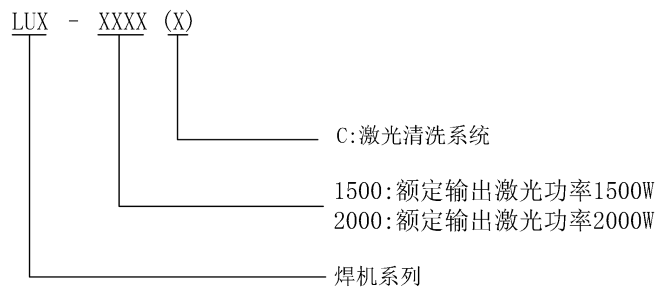 LUX - XXXX (X)
C:激光清洗系统
1500:额定输出激光功率1500W
2000:额定输出激光功率2000W
焊机系列